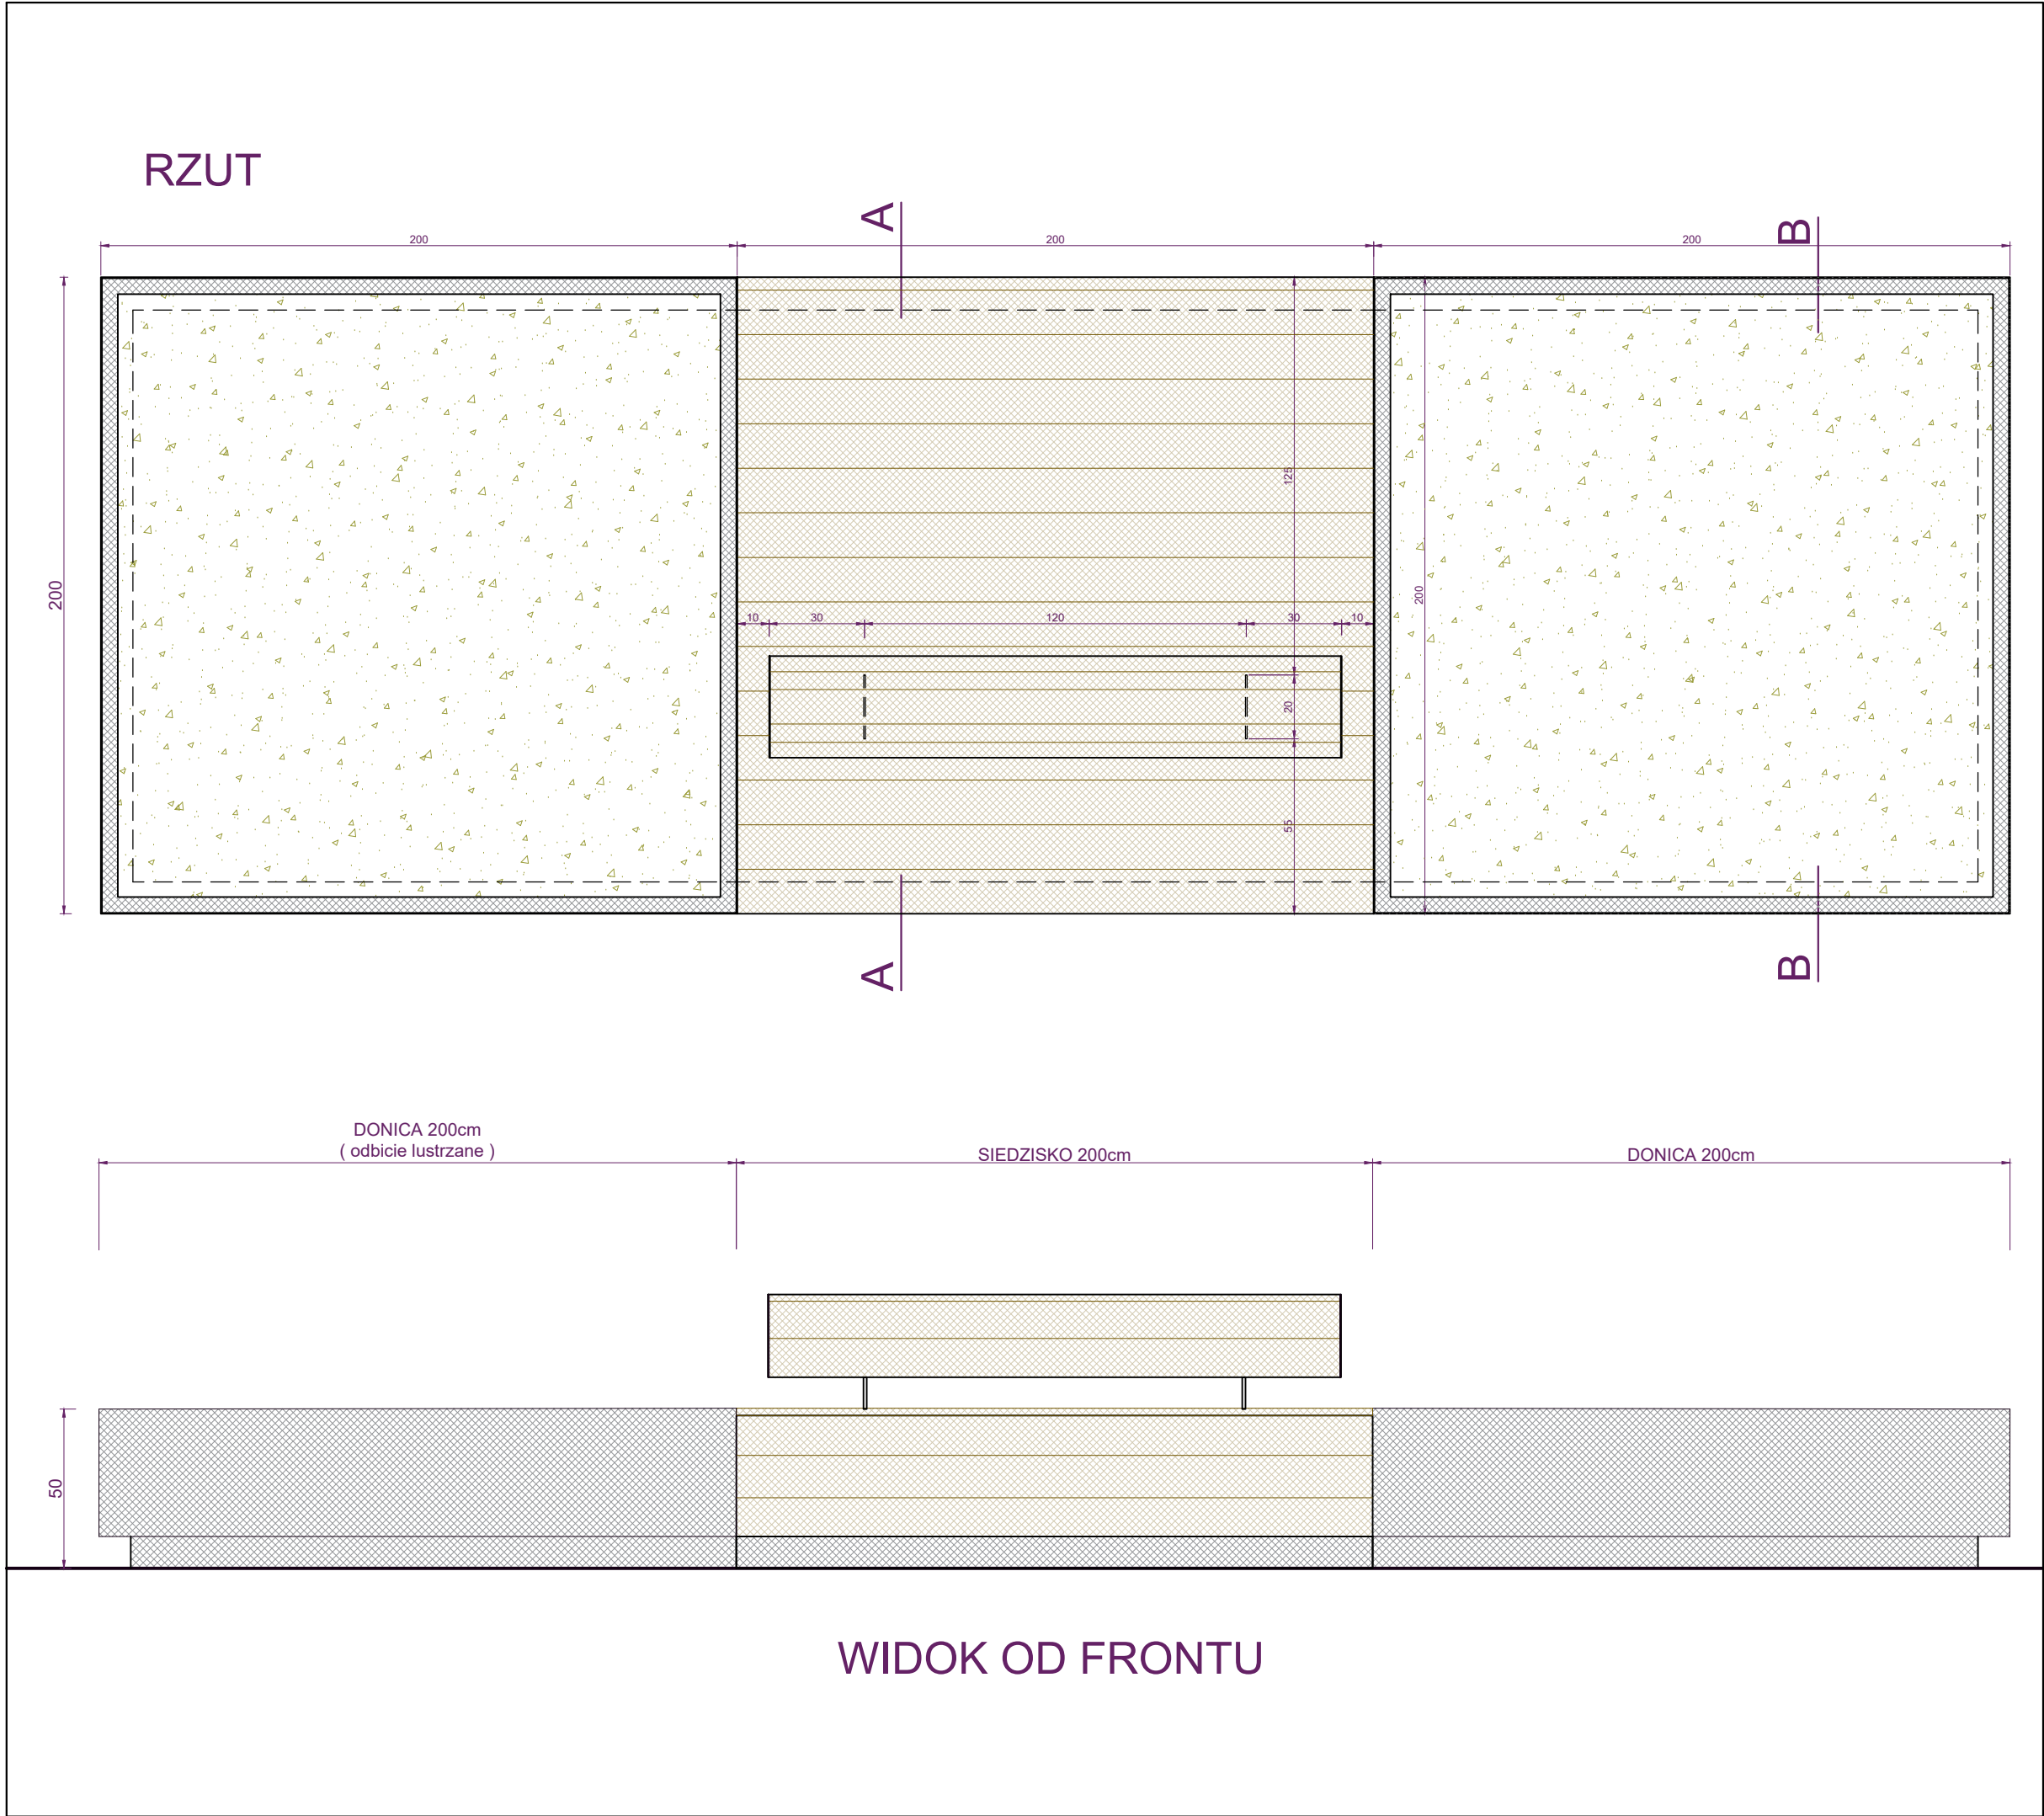 RZUT
A
B
200
200
200
200
125
200
10
30
120
30
10
20
55
A
B
DONICA 200cm
( odbicie lustrzane )
SIEDZISKO 200cm
DONICA 200cm
50
WIDOK OD FRONTU